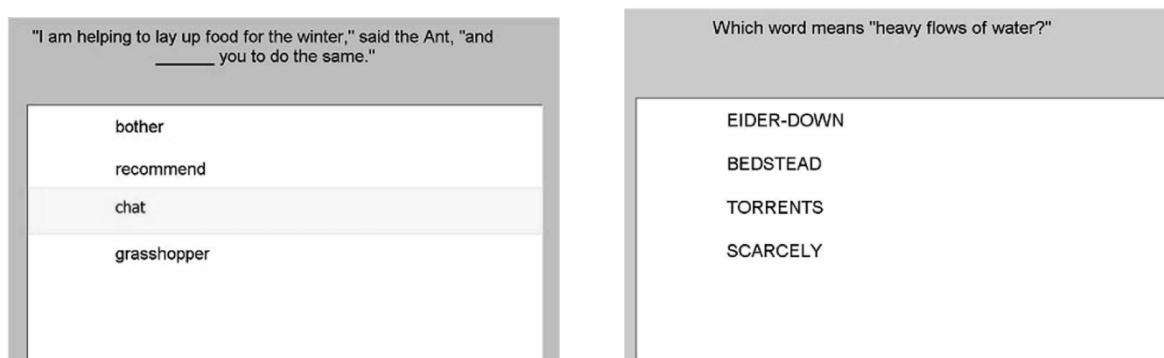 "I am helping to lay up food for the winter," said the Ant, "and
______ you to do the same."
bother
recommend
chat
grasshopper
Which word means "heavy flows of water?"
EIDER-DOWN
BEDSTEAD
TORRENTS
SCARCELY